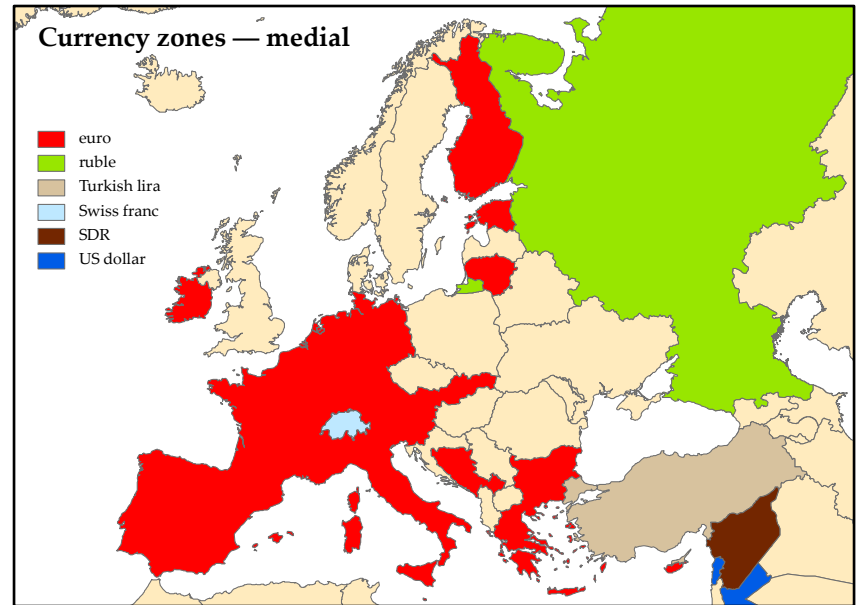 Currency zones — medial
euro
ruble
Turkish lira
Swiss franc
SDR
US dollar